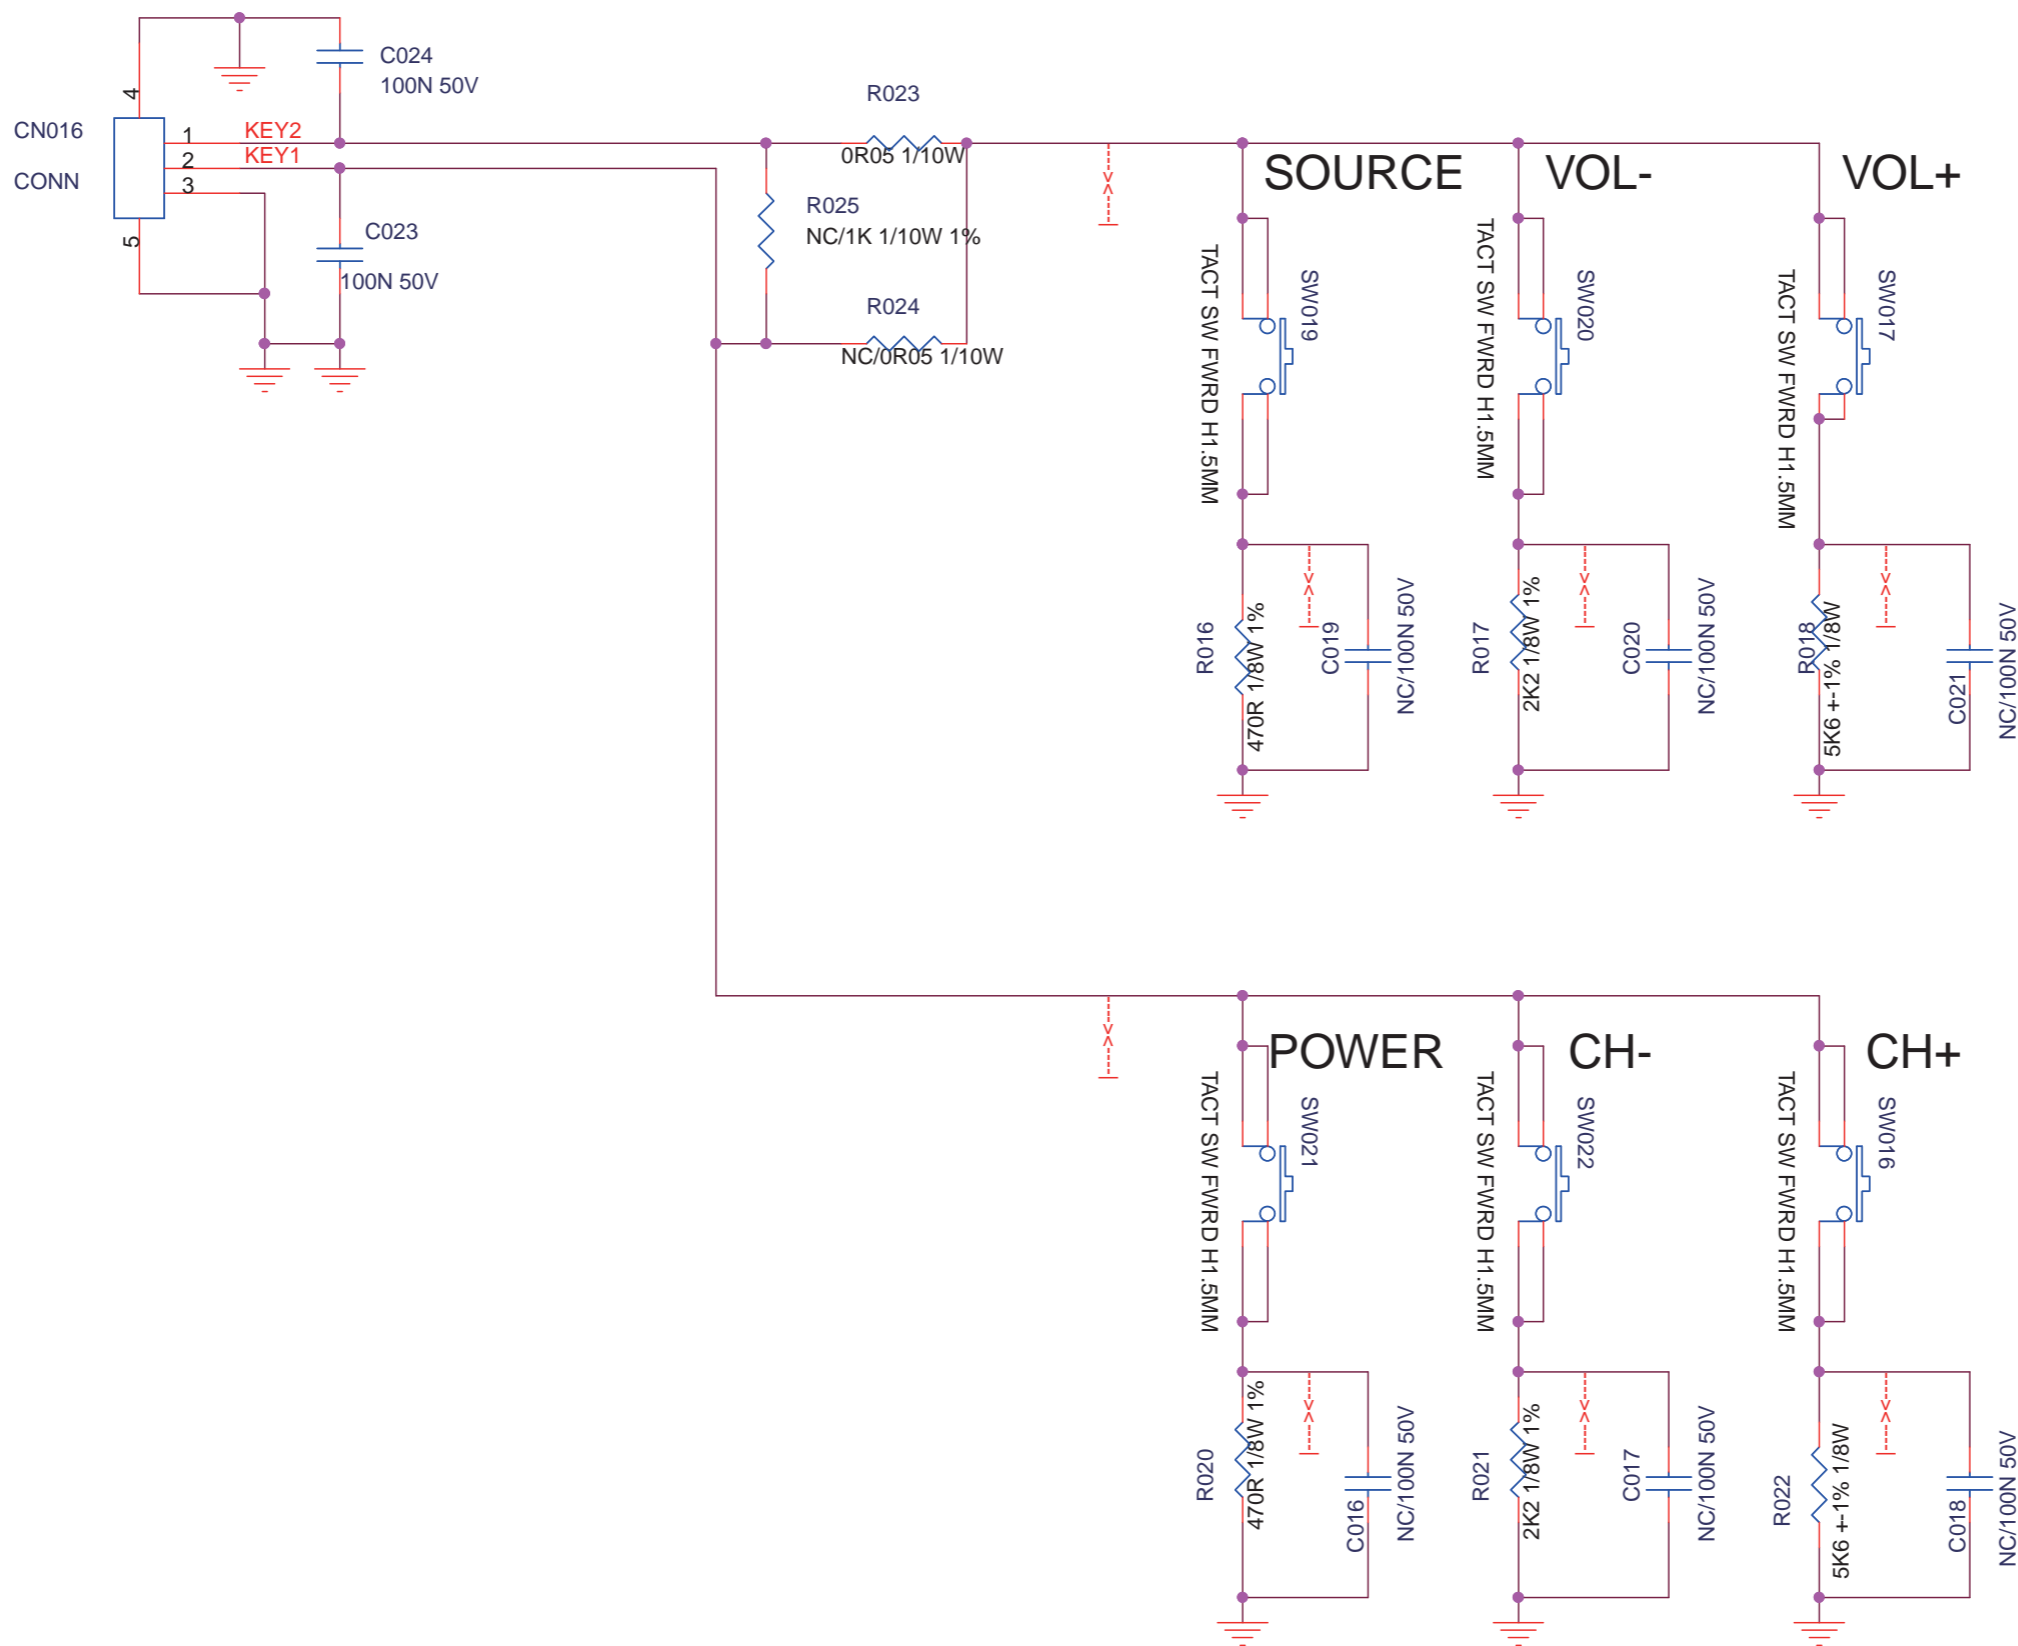 C024
100N 50V
4
CN016
CONN
1
KEY2
2
KEY1
3
5
C023
100N 50V
R023
0R05 1/10W
R025
NC/1K 1/10W 1%
R024
NC/0R05 1/10W
SOURCE
VOL-
VOL+
TACT SW FWRD H1.5MM
SW019
TACT SW FWRD H1.5MM
SW020
TACT SW FWRD H1.5MM
SW017
R016
470R 1/8W 1%
C019
NC/100N 50V
R017
2K2 1/8W 1%
C020
NC/100N 50V
R018
5K6 +-1% 1/8W
C021
NC/100N 50V
POWER
CH-
CH+
TACT SW FWRD H1.5MM
SW021
TACT SW FWRD H1.5MM
SW022
TACT SW FWRD H1.5MM
SW016
R020
470R 1/8W 1%
C016
NC/100N 50V
R021
2K2 1/8W 1%
C017
NC/100N 50V
R022
5K6 +-1% 1/8W
C018
NC/100N 50V